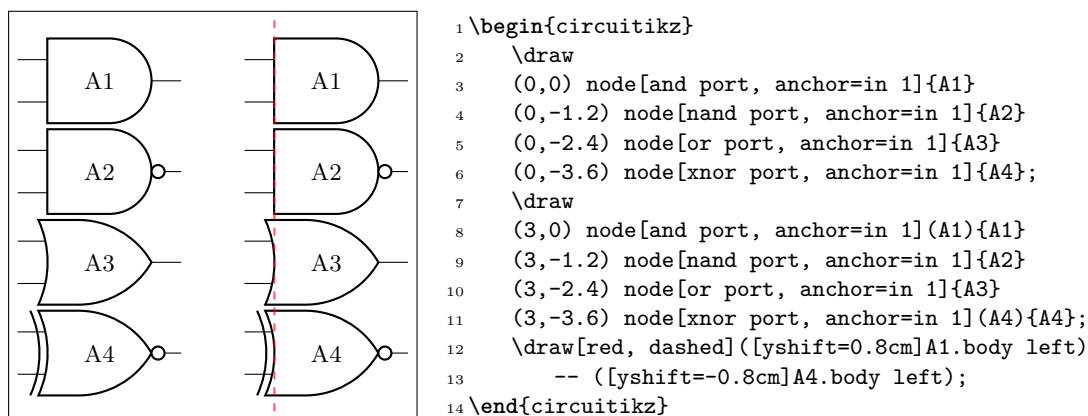 A1 A1
A2 A2
A3 A3
A4 A4
1 \begin{circuitikz}
2 \draw
3 (0,0) node[and port, anchor=in 1]{A1}
4 (0,-1.2) node[nand port, anchor=in 1]{A2}
5 (0,-2.4) node[or port, anchor=in 1]{A3}
6 (0,-3.6) node[xnor port, anchor=in 1]{A4};
7 \draw
8 (3,0) node[and port, anchor=in 1](A1){A1}
9 (3,-1.2) node[nand port, anchor=in 1]{A2}
10 (3,-2.4) node[or port, anchor=in 1]{A3}
11 (3,-3.6) node[xnor port, anchor=in 1](A4){A4};
12 \draw[red, dashed]([yshift=0.8cm]A1.body left)
13 -- ([yshift=-0.8cm]A4.body left);
14 \end{circuitikz}